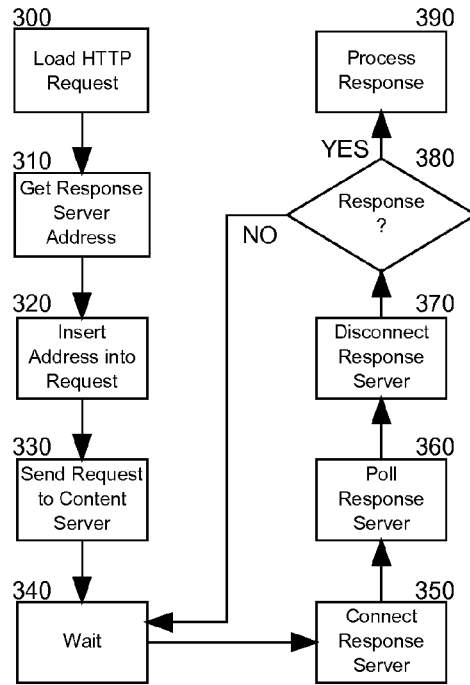 300
Load HTTP
Request
310
Get Response
Server
Address
320
Insert
Address into
Request
330
Send Request
to Content
Server
340
Wait
390
Process
Response
YES
380
Response
?
NO
370
Disconnect
Response
Server
360
Poll
Response
Server
350
Connect
Response
Server